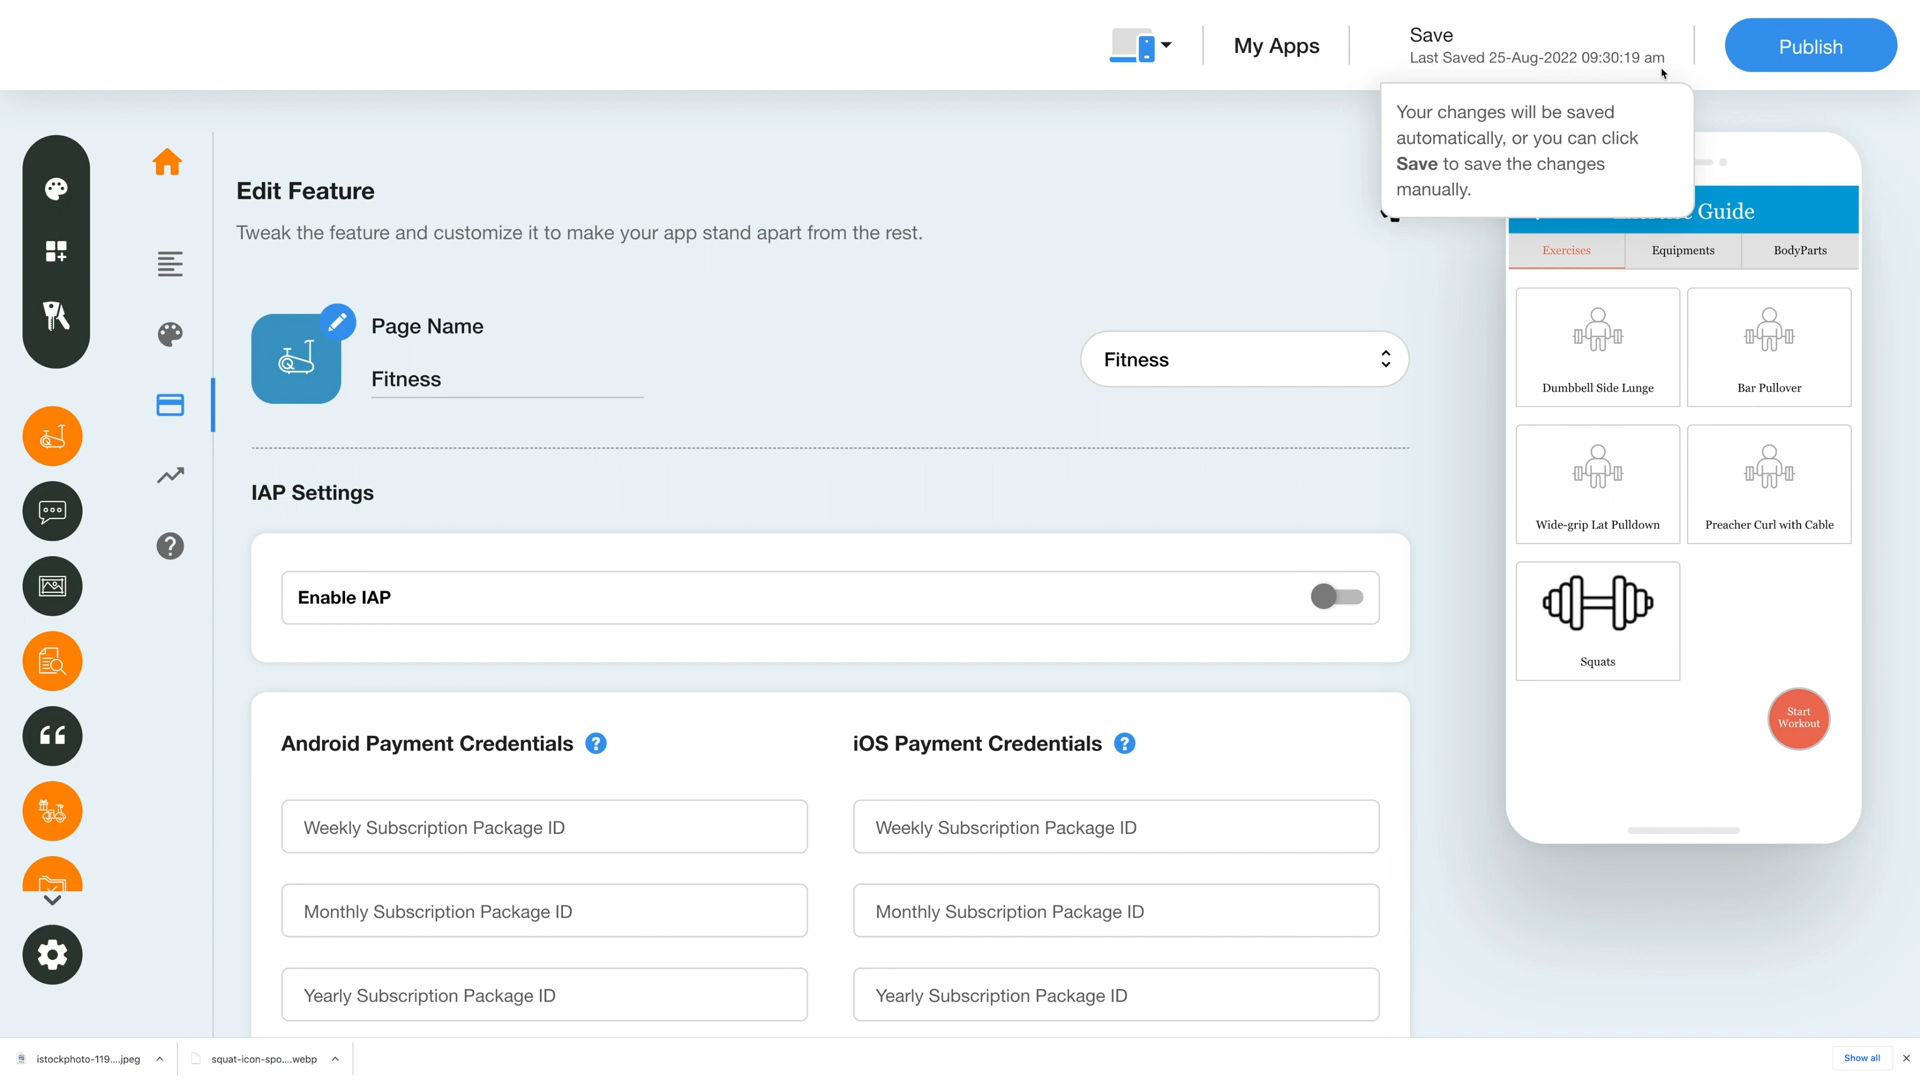 My Apps
Save
Last Saved 25-Aug-2022 09:30:19 am
Publish
Your changes will be saved
automatically, or you can click
Save to save the changes
manually.
Edit Feature
Tweak the feature and customize it to make your app stand apart from the rest.
Page Name
Fitness
Fitness
IAP Settings
Enable IAP
Android Payment Credentials ?
iOS Payment Credentials ?
Weekly Subscription Package ID
Weekly Subscription Package ID
Monthly Subscription Package ID
Monthly Subscription Package ID
Yearly Subscription Package ID
Yearly Subscription Package ID
Guide
Exercises
Equipments
BodyParts
Dumbbell Side Lunge
Bar Pullover
Wide-grip Lat Pulldown
Preacher Curl with Cable
Squats
Start
Workout
istockphoto-119....jpeg
squat-icon-spo....webp
Show all